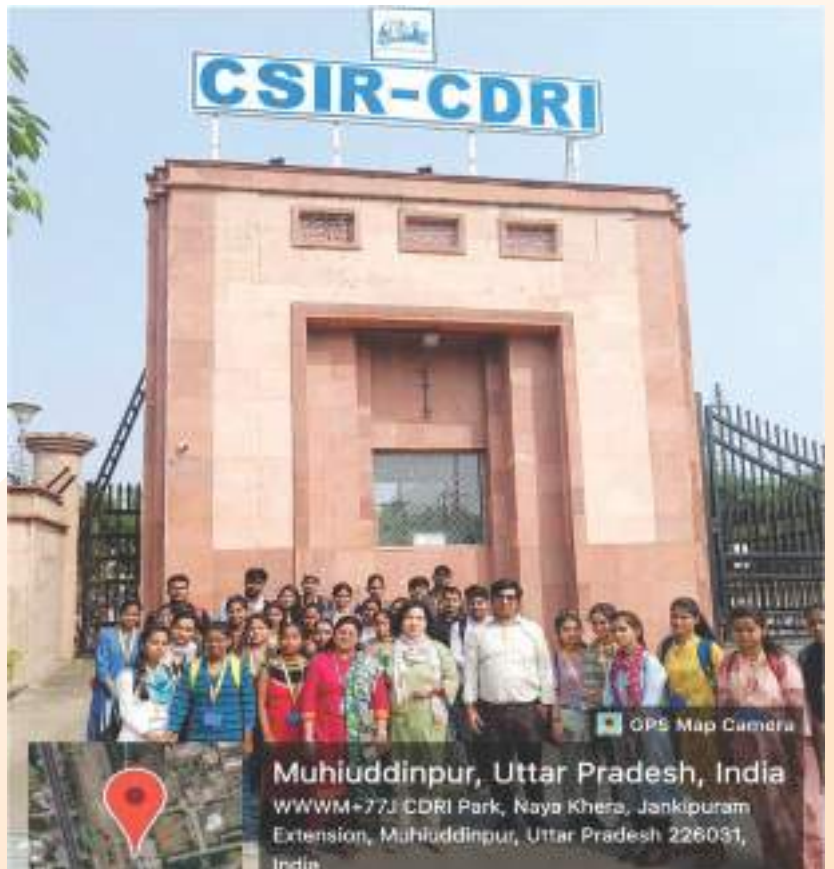 CSIR-CDRI
GPS Map Camera
Muhiuddinpur, Uttar Pradesh, India
WWWM+77J CDRI Park, Naya Khera, Jankipuram
Extension, Muhiuddinpur, Uttar Pradesh 226031,
India